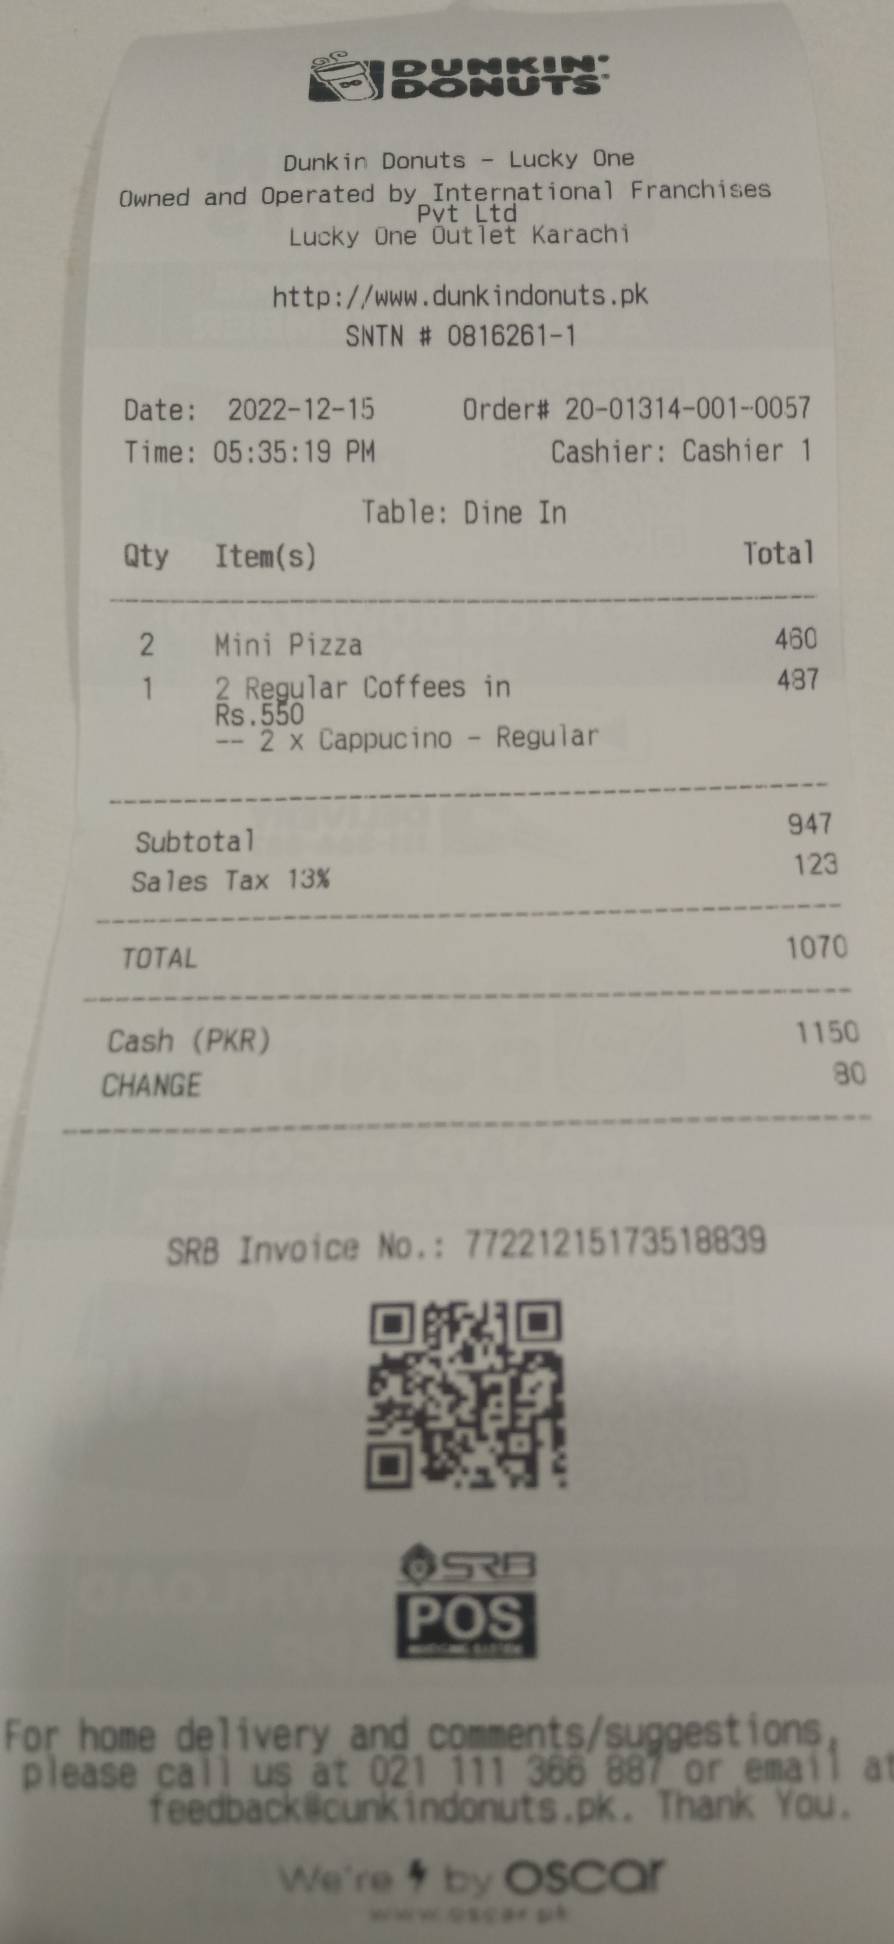 DUNKIN'
DONUTS
Dunkin Donuts - Lucky One
Owned and Operated by International Franchises
Pvt Ltd
Lucky One Outlet Karachi
http://www.dunkindonuts.pk
SNTN # 0816261-1
Date: 2022-12-15 Order# 20-01314-001-0057
Time: 05:35:19 PM Cashier: Cashier 1
Table: Dine In
Qty Item(s) Total
2 Mini Pizza 460
1 2 Regular Coffees in 487
Rs.550
-- 2 x Cappucino - Regular
Subtotal 947
Sales Tax 13% 123
TOTAL 1070
Cash (PKR) 1150
CHANGE 80
SRB Invoice No.: 77221215173518839
SRB
POS
For home delivery and comments/suggestions,
please call us at 021 111 366 887 or email at
feedback@dunkindonuts.pk. Thank You.
We're by oscar
www.oscar.pk